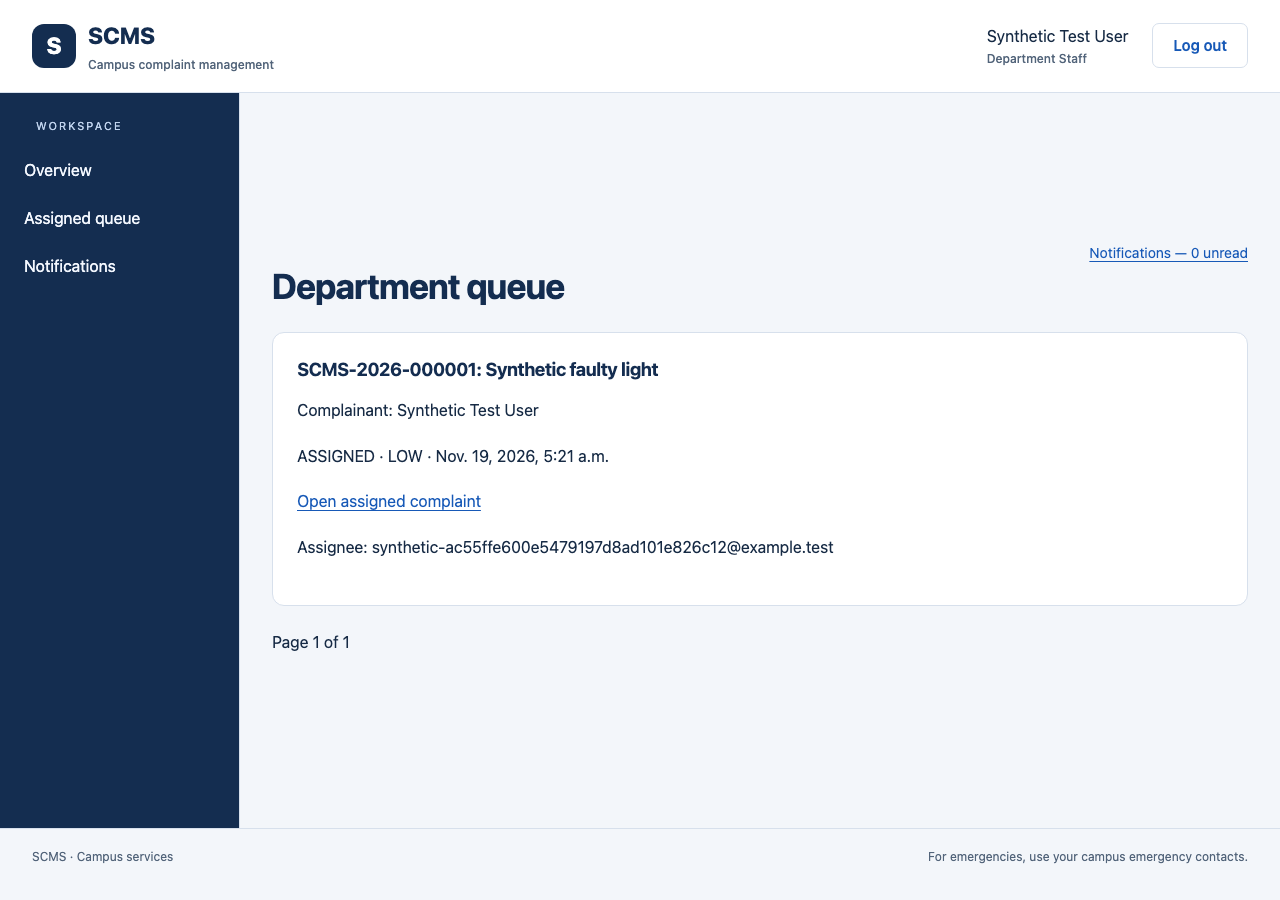 S
SCMS
Campus complaint management
Synthetic Test User
Department Staff
Log out
WORKSPACE
Overview
Assigned queue
Notifications
Notifications — 0 unread
Department queue
SCMS-2026-000001: Synthetic faulty light
Complainant: Synthetic Test User
ASSIGNED · LOW · Nov. 19, 2026, 5:21 a.m.
Open assigned complaint
Assignee: synthetic-ac55ffe600e5479197d8ad101e826c12@example.test
Page 1 of 1
SCMS · Campus services
For emergencies, use your campus emergency contacts.